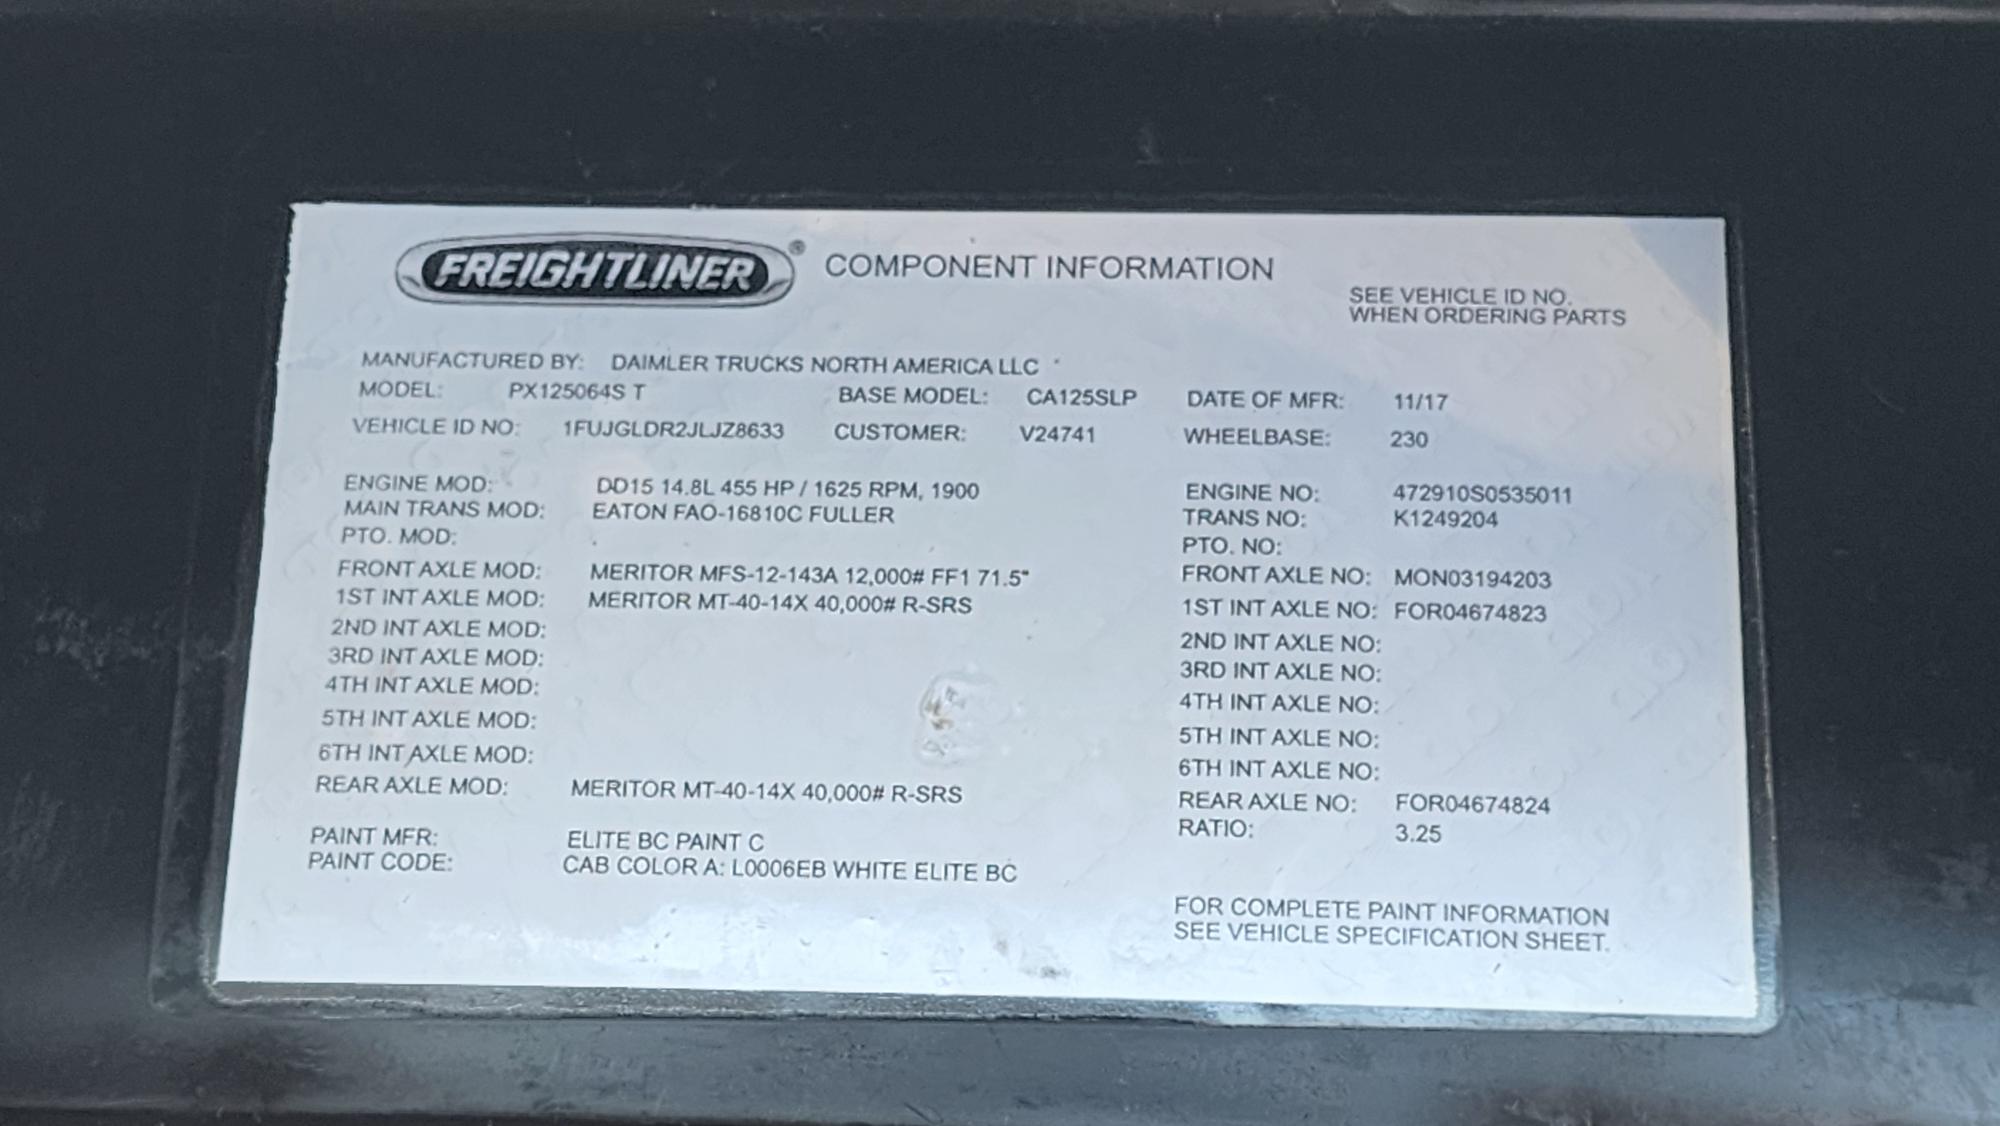 FREIGHTLINER® COMPONENT INFORMATION
SEE VEHICLE ID NO.
WHEN ORDERING PARTS
MANUFACTURED BY: DAIMLER TRUCKS NORTH AMERICA LLC
MODEL: PX125064S T BASE MODEL: CA125SLP DATE OF MFR: 11/17
VEHICLE ID NO: 1FUJGLDR2JLJZ8633 CUSTOMER: V24741 WHEELBASE: 230
ENGINE MOD: DD15 14.8L 455 HP / 1625 RPM, 1900 ENGINE NO: 472910S0535011
MAIN TRANS MOD: EATON FAO-16810C FULLER TRANS NO: K1249204
PTO. MOD: PTO. NO:
FRONT AXLE MOD: MERITOR MFS-12-143A 12,000# FF1 71.5" FRONT AXLE NO: MON03194203
1ST INT AXLE MOD: MERITOR MT-40-14X 40,000# R-SRS 1ST INT AXLE NO: FOR04674823
2ND INT AXLE MOD: 2ND INT AXLE NO:
3RD INT AXLE MOD: 3RD INT AXLE NO:
4TH INT AXLE MOD: 4TH INT AXLE NO:
5TH INT AXLE MOD: 5TH INT AXLE NO:
6TH INT AXLE MOD: 6TH INT AXLE NO:
REAR AXLE MOD: MERITOR MT-40-14X 40,000# R-SRS REAR AXLE NO: FOR04674824
RATIO: 3.25
PAINT MFR: ELITE BC PAINT C
PAINT CODE: CAB COLOR A: L0006EB WHITE ELITE BC
FOR COMPLETE PAINT INFORMATION
SEE VEHICLE SPECIFICATION SHEET.